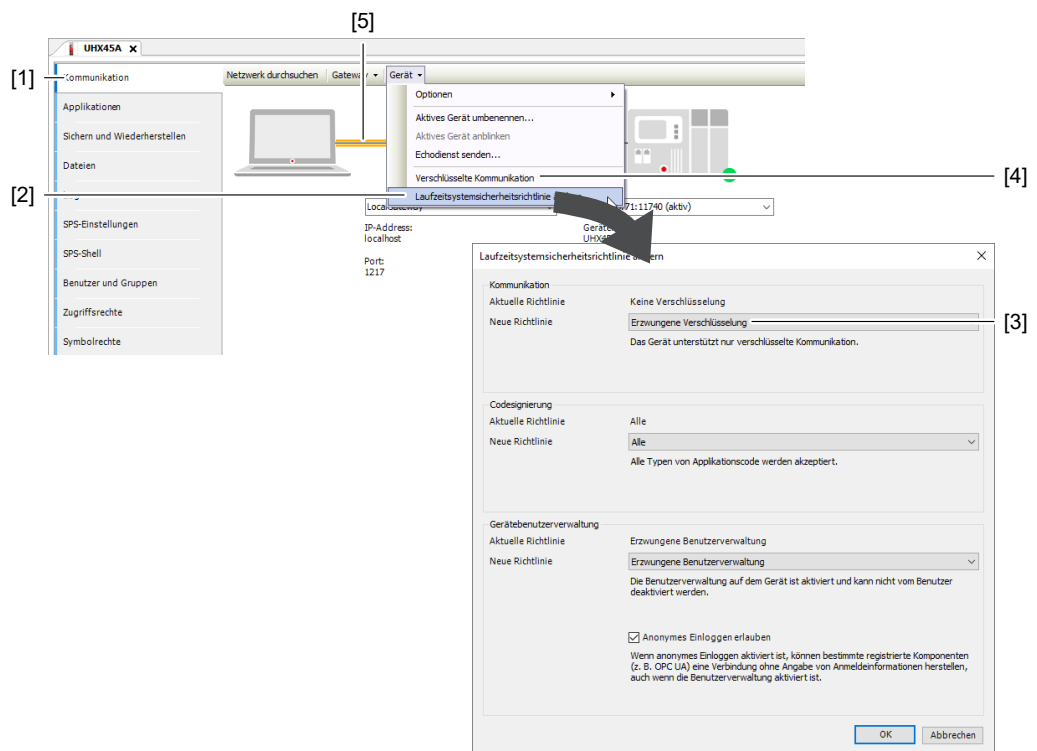 [5]
UHX45A x
[1]
Kommunikation
Netzwerk durchsuchen Gateway Gerät
Applikationen
Sichern und Wiederherstellen
Dateien
[2]
SPS-Einstellungen
SPS-Shell
Benutzer und Gruppen
Zugriffsrechte
Symbolrechte
Optionen
Aktives Gerät umbenennen...
Aktives Gerät anblinken
Echodienst senden...
Verschlüsselte Kommunikation
[4]
Laufzeitsystemsicherheitsrichtlinie
71:11740 (aktiv)
IP-Address:
localhost
Port:
1217
Laufzeitsystemsicherheitsrichtlinie ändern
Kommunikation
Aktuelle Richtlinie Keine Verschlüsselung
Neue Richtlinie Erzwungene Verschlüsselung
[3]
Das Gerät unterstützt nur verschlüsselte Kommunikation.
Codesignierung
Aktuelle Richtlinie Alle
Neue Richtlinie Alle
Alle Typen von Applikationscode werden akzeptiert.
Gerätebenutzerverwaltung
Aktuelle Richtlinie Erzwungene Benutzerverwaltung
Neue Richtlinie Erzwungene Benutzerverwaltung
Die Benutzerverwaltung auf dem Gerät ist aktiviert und kann nicht vom Benutzer
deaktiviert werden.
Anonymes Einloggen erlauben
Wenn anonymes Einloggen aktiviert ist, können bestimmte registrierte Komponenten
(z. B. OPC UA) eine Verbindung ohne Angabe von Anmeldeinformationen herstellen,
auch wenn die Benutzerverwaltung aktiviert ist.
OK Abbrechen